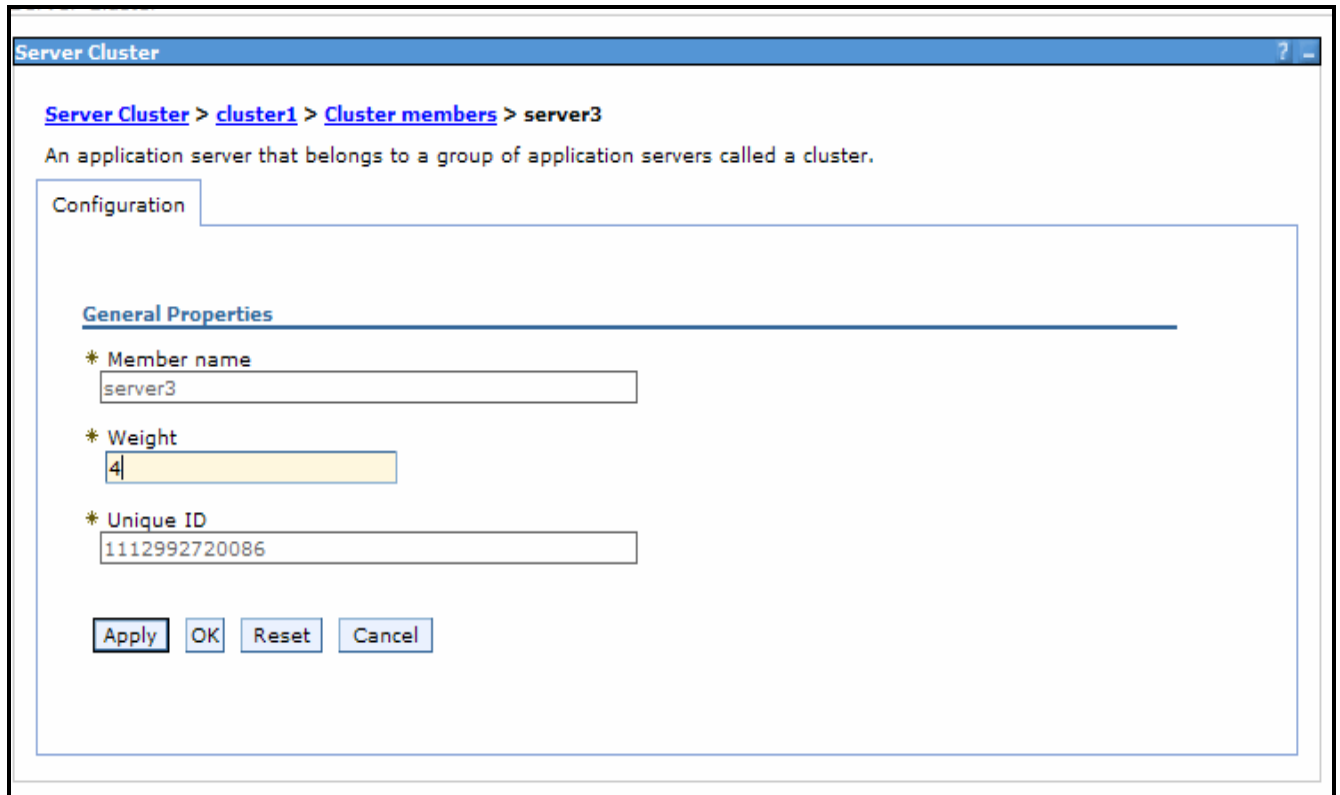 Server Cluster
? -
Server Cluster > cluster1 > Cluster members > server3
An application server that belongs to a group of application servers called a cluster.
Configuration
General Properties
* Member name
server3
* Weight
4
* Unique ID
1112992720086
Apply OK Reset Cancel